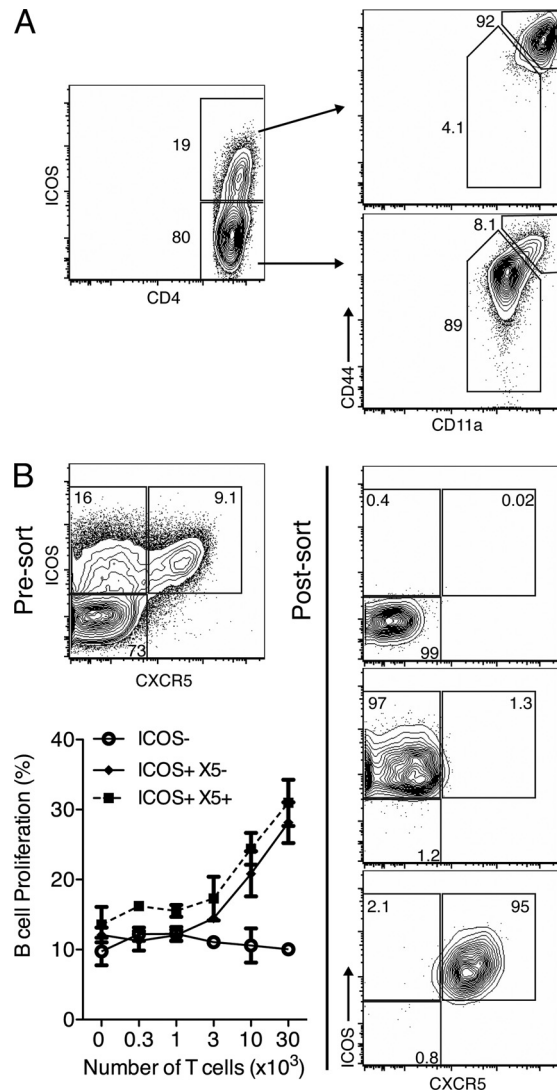 A
92
19
4.1
ICOS
80
8.1
CD4
89
CD44
CD11a
B
16
9.1
0.4
0.02
Pre-sort
ICOS
Post-sort
73
99
CXCR5
97
1.3
40
ICOS-
ICOS+ X5-
ICOS+ X5+
30
B cell Proliferation (%)
20
1.2
10
2.1
95
0
0 0.3 1 3 10 30
Number of T cells (x10³)
ICOS
0.8
CXCR5